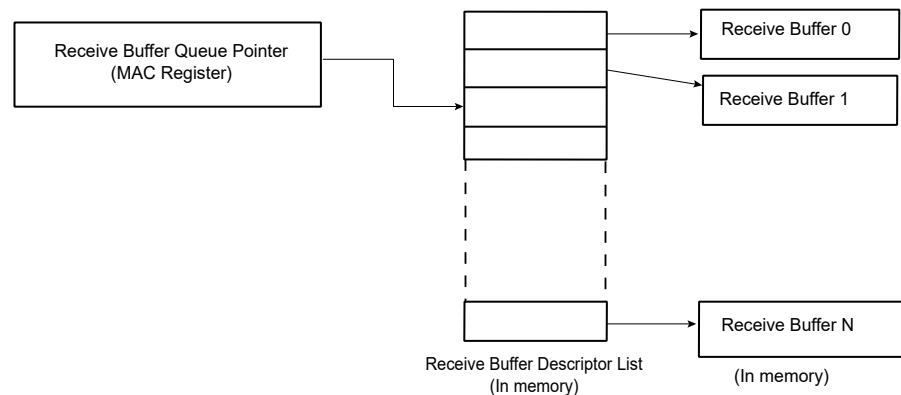 Receive Buffer Queue Pointer
(MAC Register)
Receive Buffer 0
Receive Buffer 1
Receive Buffer N
Receive Buffer Descriptor List
(In memory)
(In memory)